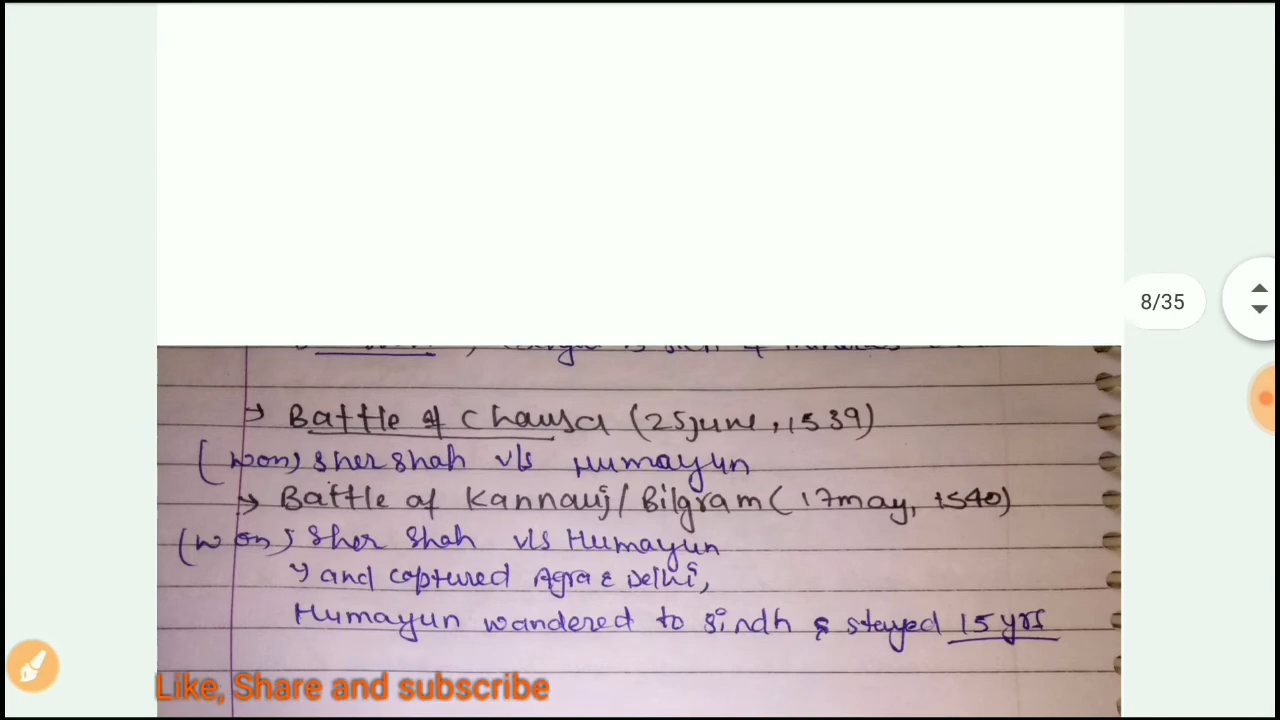 8/35
→ Battle of Chausa (25june, 1539)
(won) sher shah v/s Humayun
→ Battle of Kannauj/Bilgram (17may, 1540)
(won) sher shah v/s Humayun
↳ and captured Agra & Delhi,
Humayun wandered to sindh & stayed 15 yrs
Like, Share and subscribe